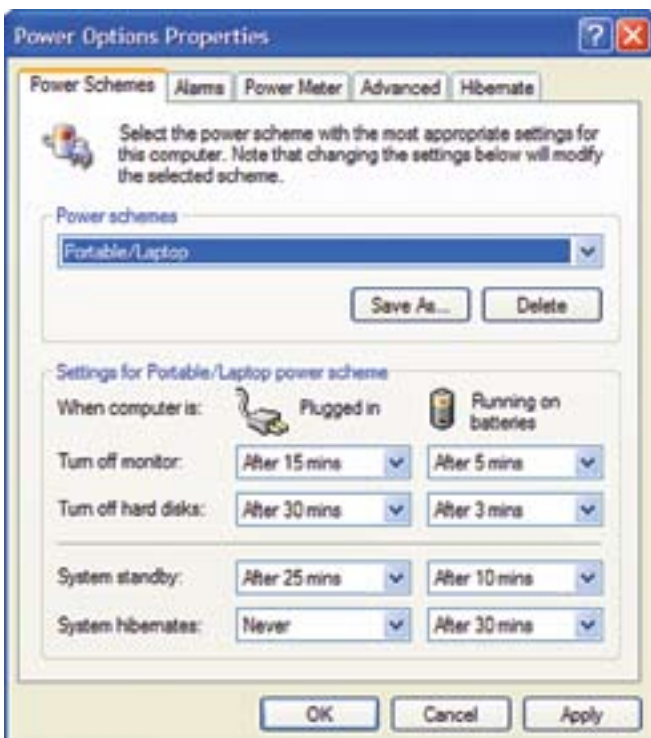 Power Options Properties
Power Schemes Alarms Power Meter Advanced Hibernate
Select the power scheme with the most appropriate settings for
this computer. Note that changing the settings below will modify
the selected scheme.
Power schemes
Portable/Laptop
Save As... Delete
Settings for Portable/Laptop power scheme
When computer is: Plugged in Running on
batteries
Turn off monitor: After 15 mins After 5 mins
Turn off hard disks: After 30 mins After 3 mins
System standby: After 25 mins After 10 mins
System hibernates: Never After 30 mins
OK Cancel Apply